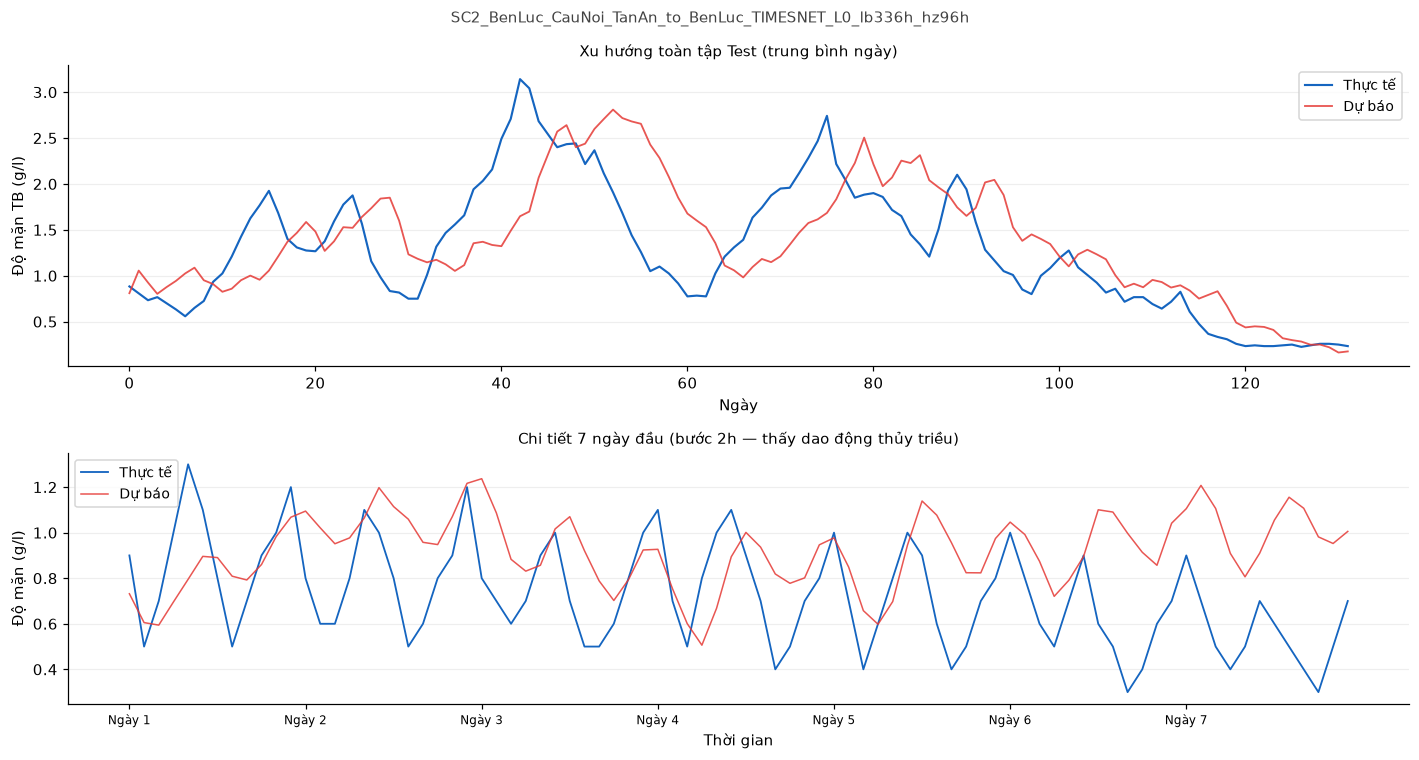 SC2_BenLuc_CauNoi_TanAn_to_BenLuc_TIMESNET_L0_lb336h_hz96h
Xu hướng toàn tập Test (trung bình ngày)
Độ mặn TB (g/l)
3.0
2.5
2.0
1.5
1.0
0.5
Thực tế
Dự báo
0 20 40 60 80 100 120
Ngày
Chi tiết 7 ngày đầu (bước 2h — thấy dao động thủy triều)
Độ mặn (g/l)
1.2
1.0
0.8
0.6
0.4
Thực tế
Dự báo
Ngày 1 Ngày 2 Ngày 3 Ngày 4 Ngày 5 Ngày 6 Ngày 7
Thời gian